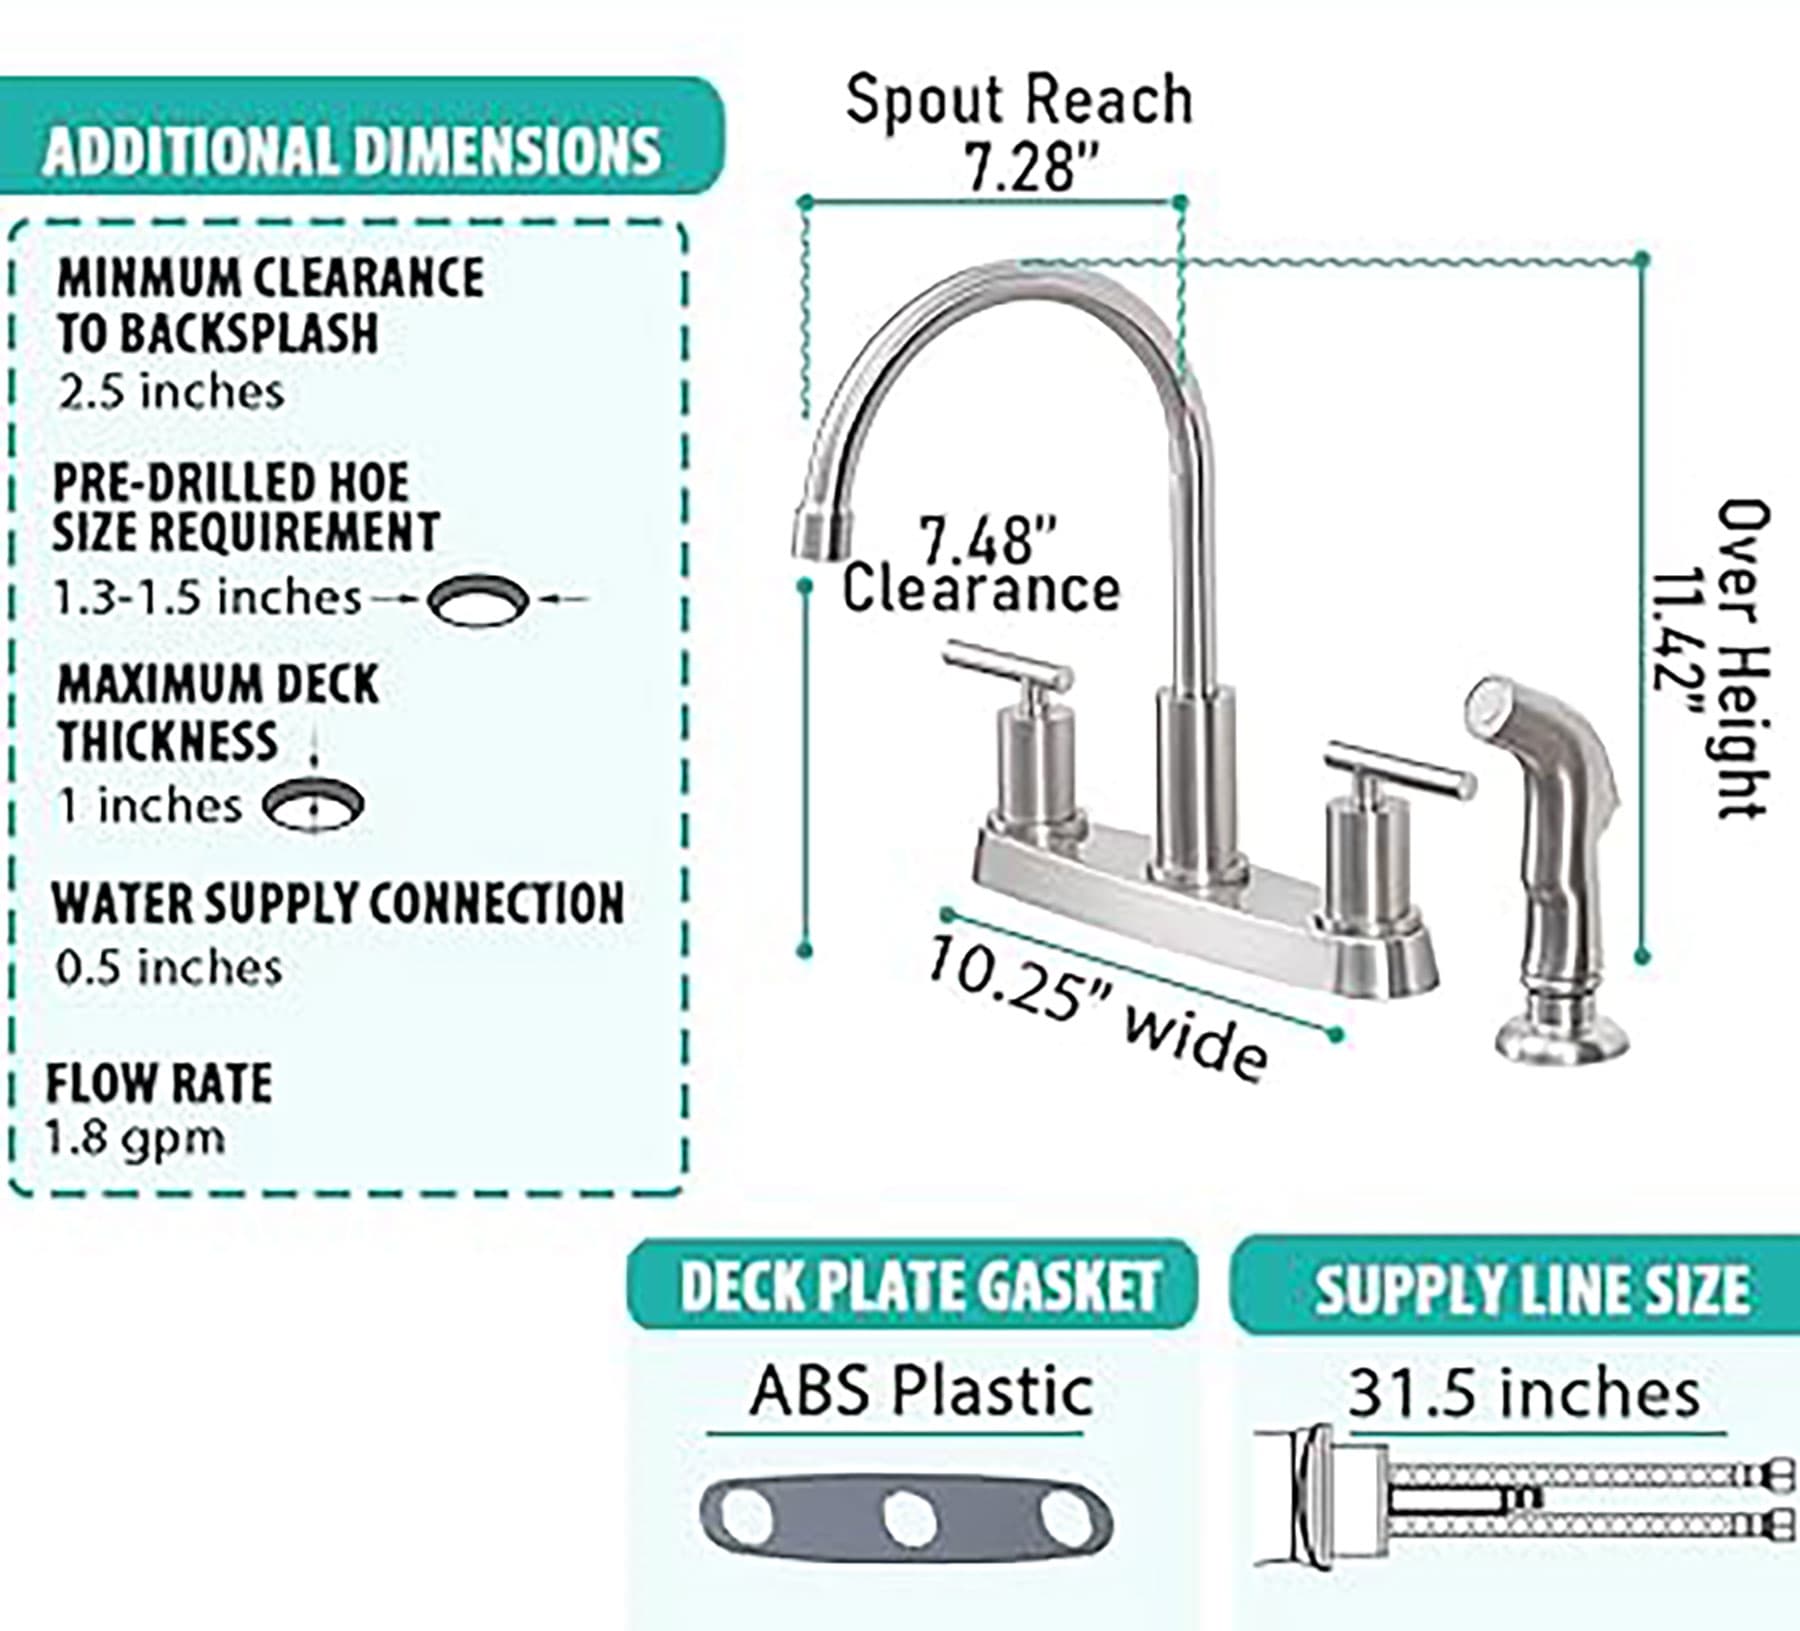 ADDITIONAL DIMENSIONS
MINMUM CLEARANCE
TO BACKSPLASH
2.5 inches
PRE-DRILLED HOE
SIZE REQUIREMENT
1.3-1.5 inches
MAXIMUM DECK
THICKNESS
1 inches
WATER SUPPLY CONNECTION
0.5 inches
FLOW RATE
1.8 gpm
Spout Reach
7.28”
7.48”
Clearance
Over Height
11.42”
10.25” wide
DECK PLATE GASKET
ABS Plastic
SUPPLY LINE SIZE
31.5 inches